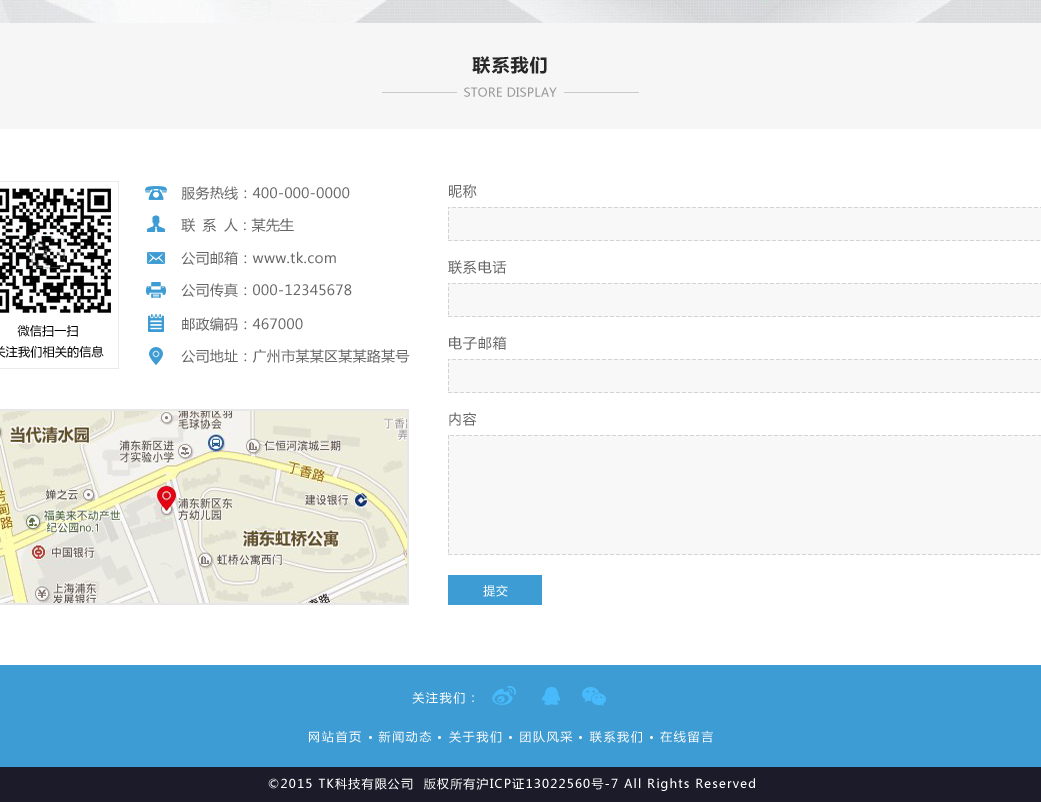 联系我们
STORE DISPLAY
服务热线：400-000-0000
联 系 人：某先生
公司邮箱：www.tk.com
公司传真：000-12345678
邮政编码：467000
公司地址：广州市某某区某某路某号
微信扫一扫
关注我们相关的信息
昵称
联系电话
电子邮箱
内容
提交
浦东新区羽
毛球协会
丁香
弄
当代清水园
浦东新区进
才实验小学
仁恒河滨城三期
丁香路
婵之云
建设银行
浦东新区东
方幼儿园
福美来不动产世
纪公园no.1
浦东虹桥公寓
中国银行
虹桥公寓西门
上海浦东
发展银行
路
关注我们：
网站首页 • 新闻动态 • 关于我们 • 团队风采 • 联系我们 • 在线留言
©2015 TK科技有限公司 版权所有沪ICP证13022560号-7 All Rights Reserved